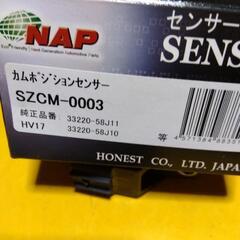 NAP
Eco Friendly Next Generation Automotive Parts
センサー
SENS
カムポジションセンサー
SZCM-0003
純正品番： 33220-58J11
HV17 33220-58J10
等
HONEST CO., LTD. JAPA